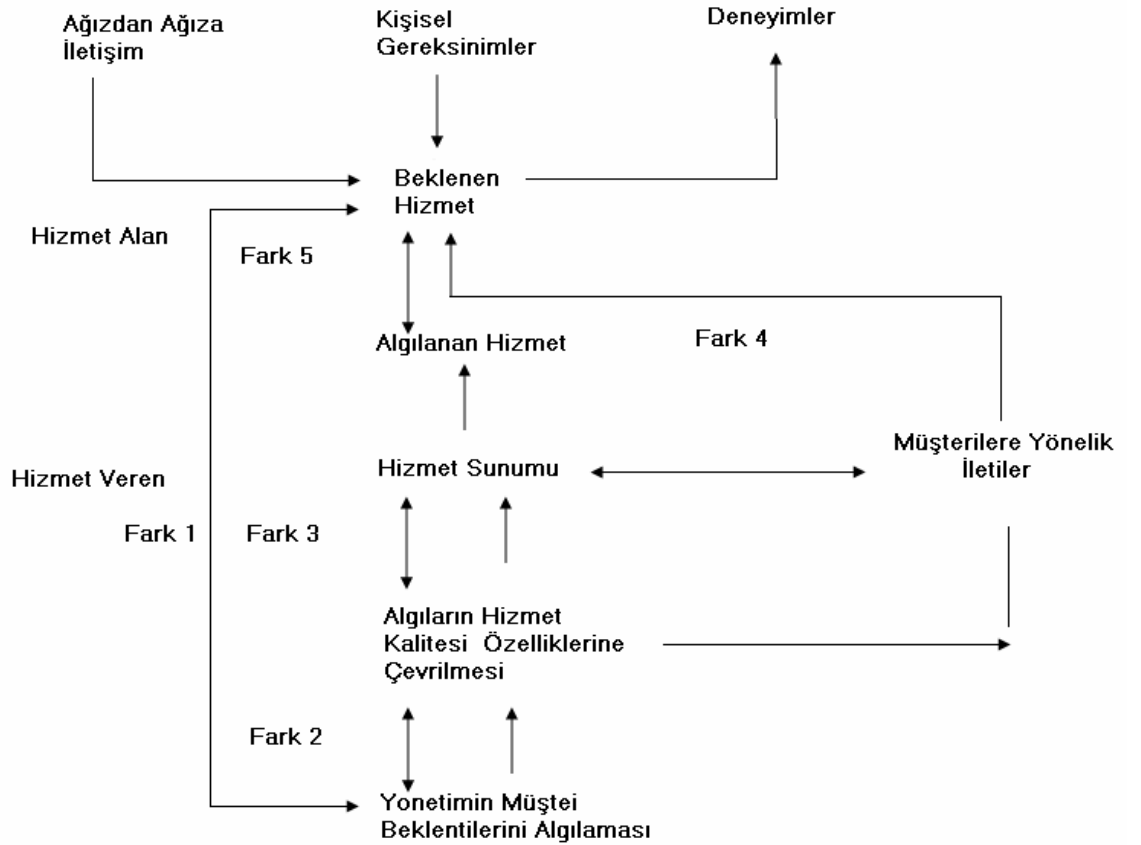 Ağızdan Ağıza
İletişim
Kişisel
Gereksinimler
Deneyimler
Beklenen
Hizmet
Hizmet Alan
Fark 5
Algılanan Hizmet
Fark 4
Müşterilere Yönelik
İletiler
Hizmet Sunumu
Hizmet Veren
Fark 1
Fark 3
Algıların Hizmet
Kalitesi Özelliklerine
Çevrilmesi
Fark 2
Yonetimin Müştei
Beklentilerini Algılaması